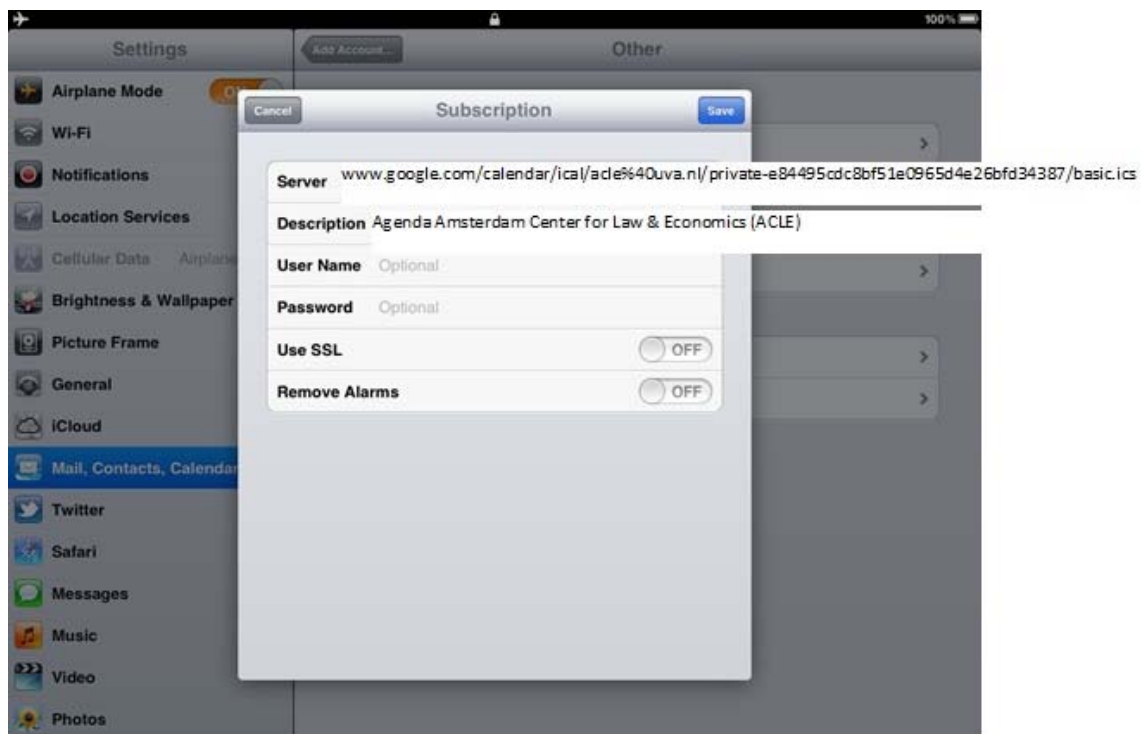 100%
Settings
Add Account...
Other
Airplane Mode
ON
Cancel
Subscription
Save
Wi-Fi
Notifications
Server www.google.com/calendar/ical/acle%40uva.nl/private-e84495cdc8bf51e0965d4e26bfd34387/basic.ics
Location Services
Description Agenda Amsterdam Center for Law & Economics (ACLE)
Cellular Data Airplane
User Name Optional
Brightness & Wallpaper
Password Optional
Picture Frame
Use SSL OFF
General
Remove Alarms OFF
iCloud
Mail, Contacts, Calendar
Twitter
Safari
Messages
Music
Video
Photos